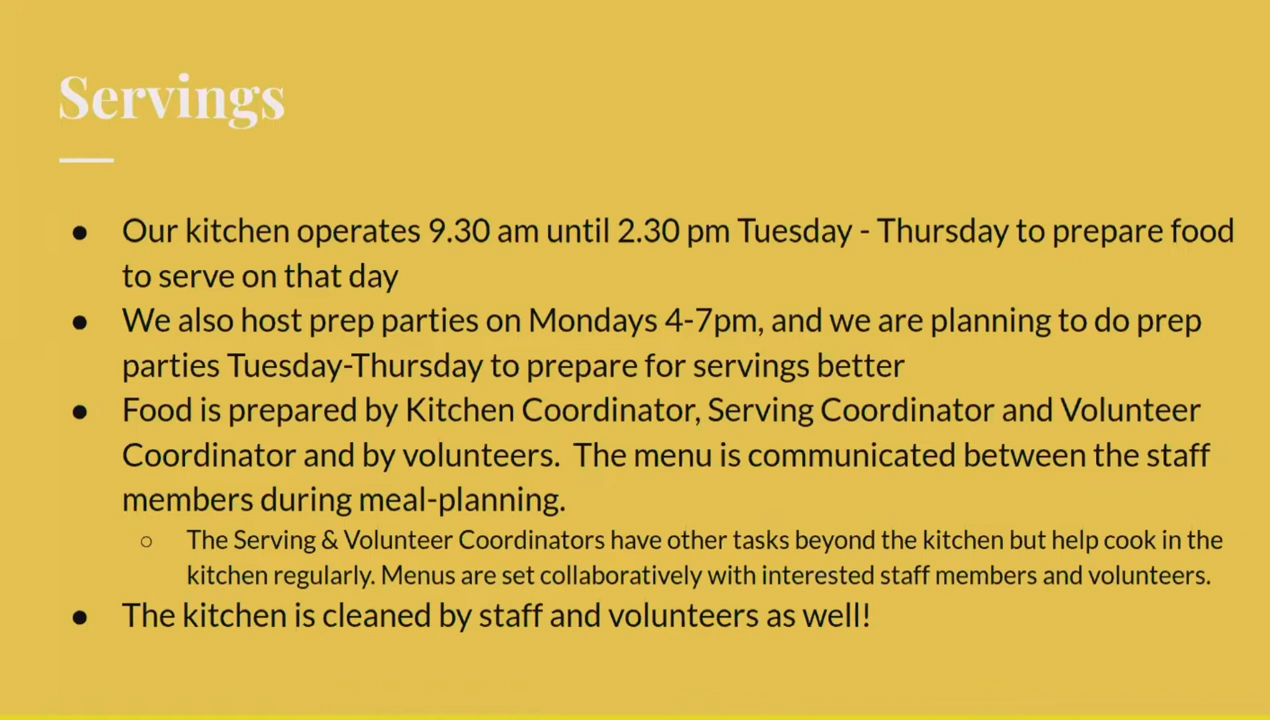 Servings
● Our kitchen operates 9.30 am until 2.30 pm Tuesday - Thursday to prepare food
to serve on that day
● We also host prep parties on Mondays 4-7pm, and we are planning to do prep
parties Tuesday-Thursday to prepare for servings better
● Food is prepared by Kitchen Coordinator, Serving Coordinator and Volunteer
Coordinator and by volunteers.  The menu is communicated between the staff
members during meal-planning.
○ The Serving & Volunteer Coordinators have other tasks beyond the kitchen but help cook in the
kitchen regularly. Menus are set collaboratively with interested staff members and volunteers.
● The kitchen is cleaned by staff and volunteers as well!